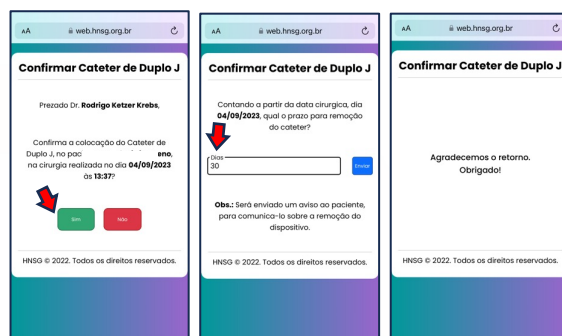 AA web.hnsg.org.br
Confirmar Cateter de Duplo J
Prezado Dr. Rodrigo Ketzer Krebs,
Confirma a colocação do Cateter de
Duplo J, no pac eno,
na cirurgia realizada no dia 04/09/2023
às 13:37?
Sim Não
HNSG © 2022. Todos os direitos reservados.
AA web.hnsg.org.br
Confirmar Cateter de Duplo J
Contando a partir da data cirurgica, dia
04/09/2023, qual o prazo para remoção
do cateter?
Dias
30
Enviar
Obs.: Será enviado um aviso ao paciente,
para comunica-lo sobre a remoção do
dispositivo.
HNSG © 2022. Todos os direitos reservados.
AA web.hnsg.org.br
Confirmar Cateter de Duplo J
Agradecemos o retorno.
Obrigado!
HNSG © 2022. Todos os direitos reservados.